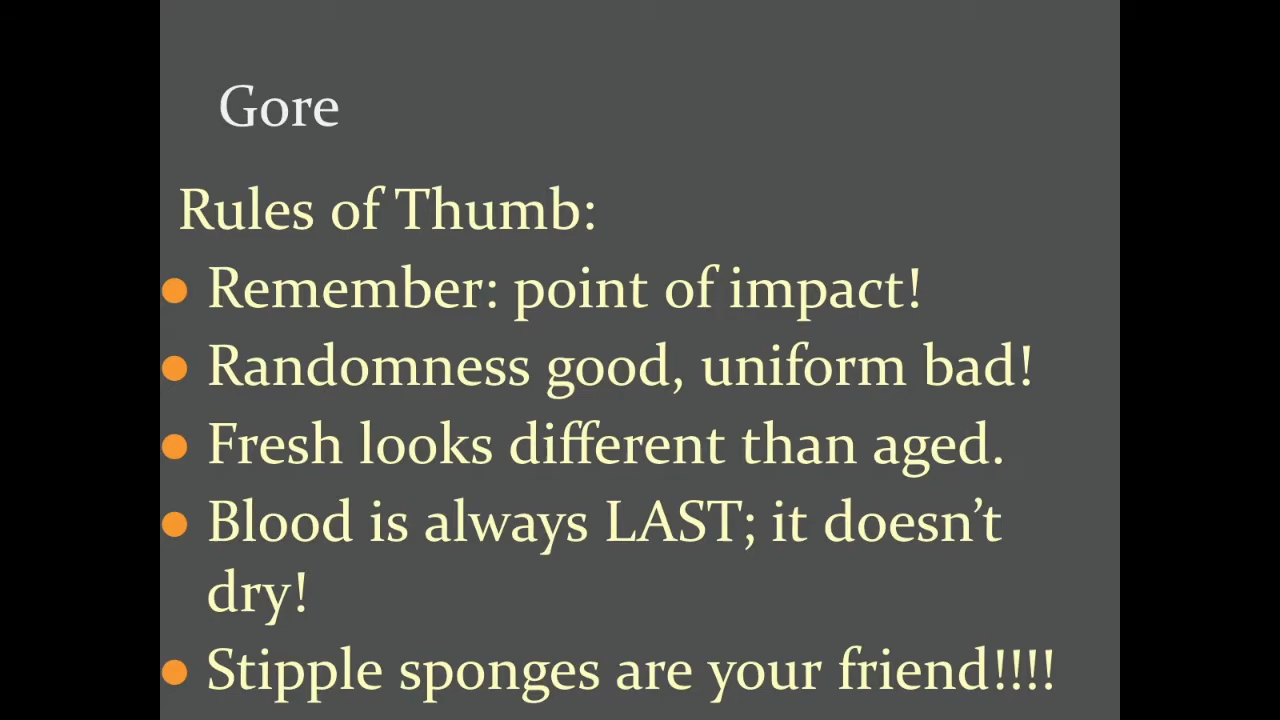 Gore
Rules of Thumb:
Remember: point of impact!
Randomness good, uniform bad!
Fresh looks different than aged.
Blood is always LAST; it doesn’t
dry!
Stipple sponges are your friend!!!!